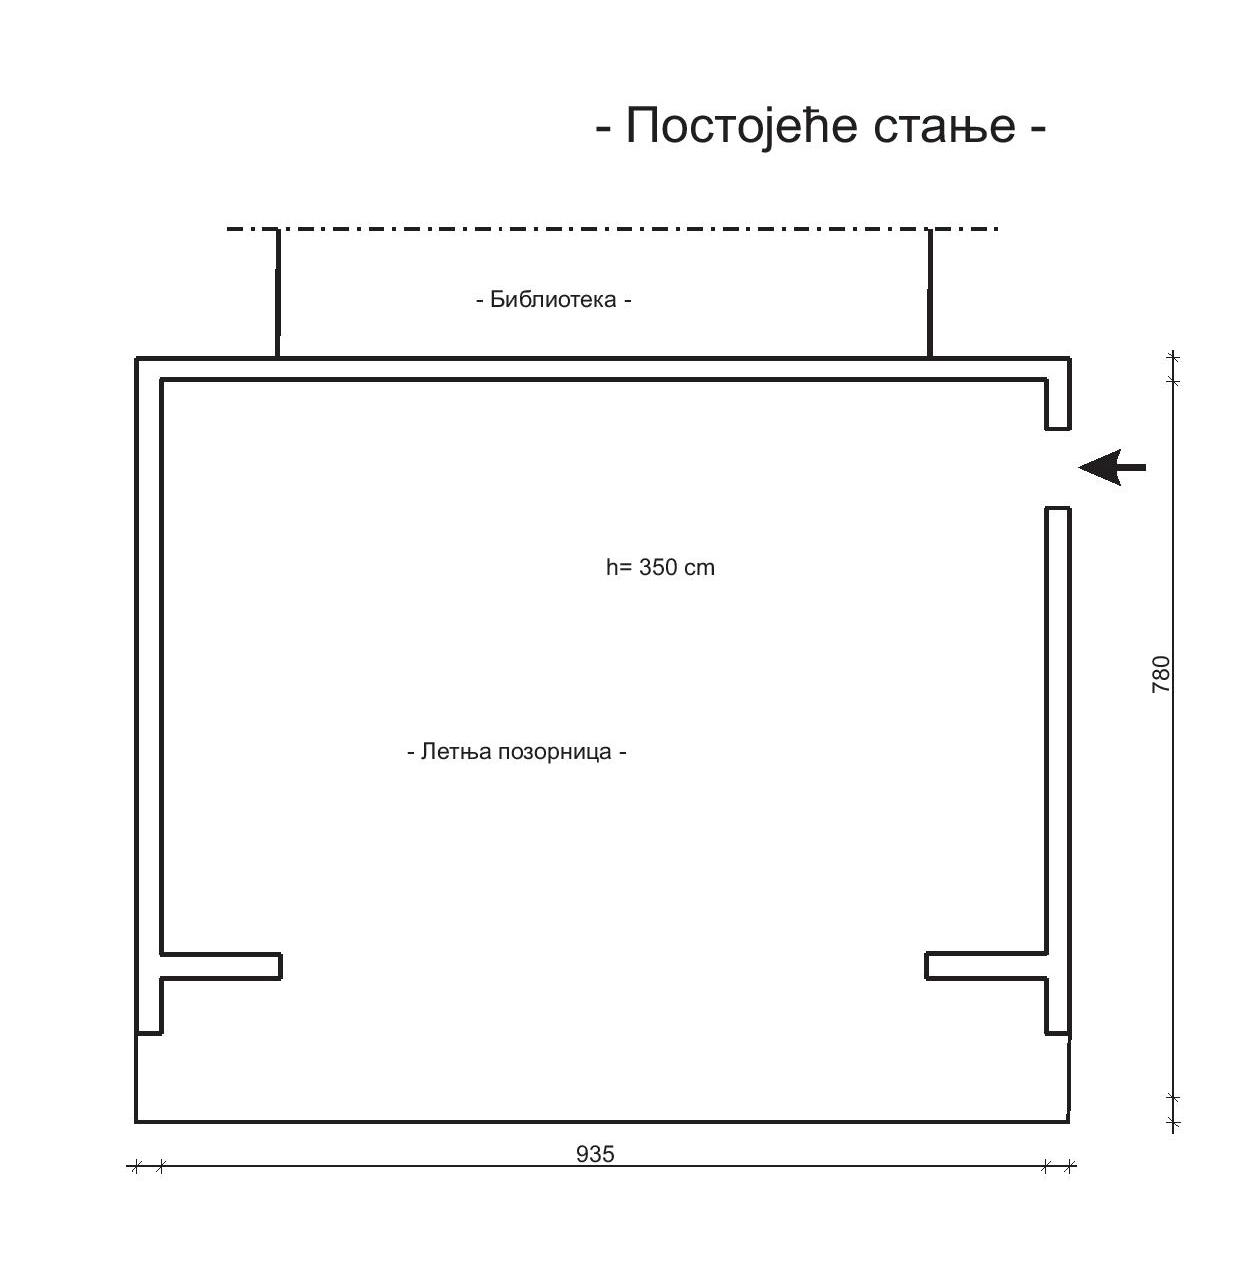 - Постојеће стање -
- Библиотека -
h= 350 cm
780
- Летња позорница -
935